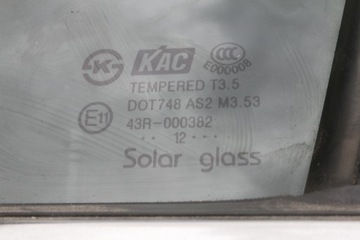 KAC
E000008
TEMPERED T3.5
DOT748 AS2 M3.53
E11
43R-000382
.. 12 ...
Solar glass